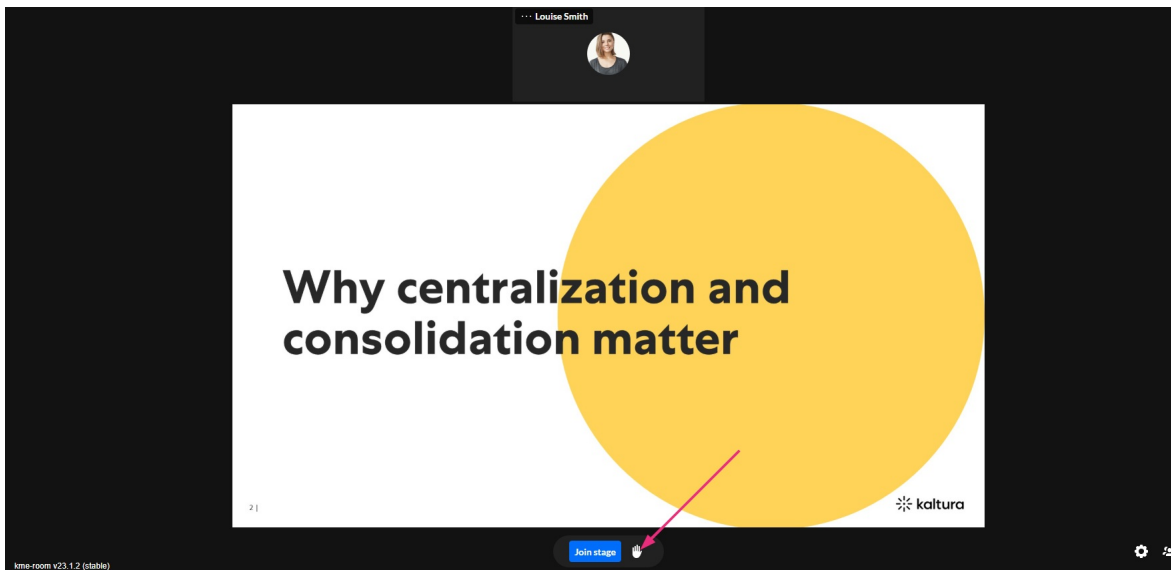 ··· Louise Smith
Why centralization and
consolidation matter
2 |
kaltura
Join stage
kme-room v23.1.2 (stable)